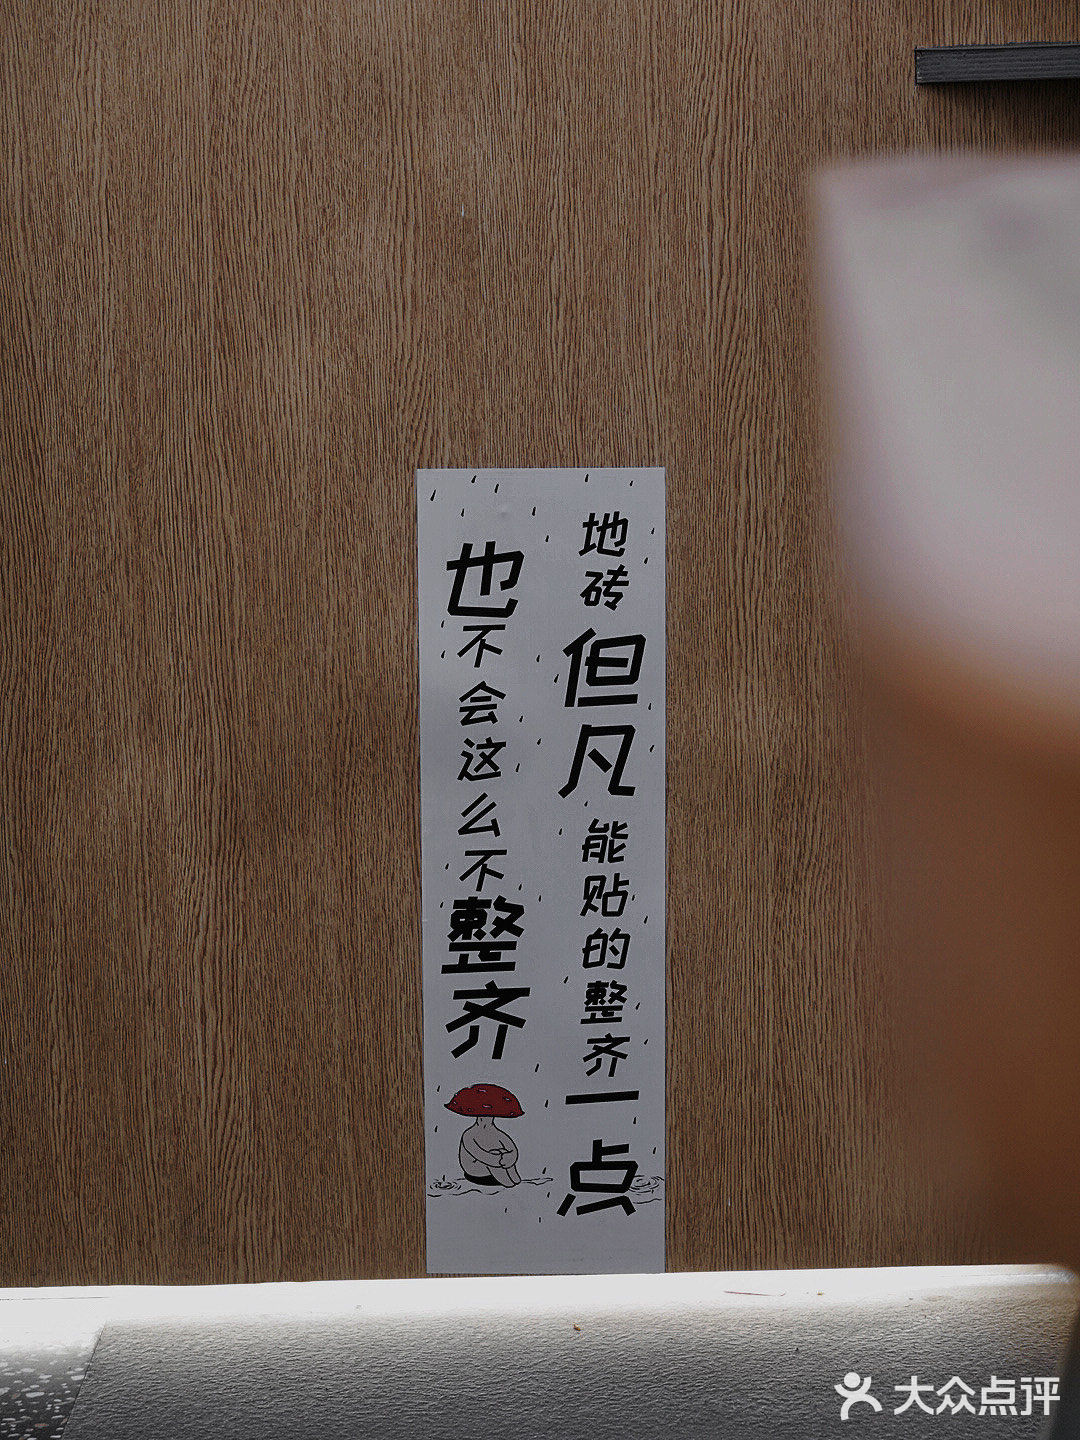 地砖但凡能贴的整齐一点
也不会这么不整齐
大众点评